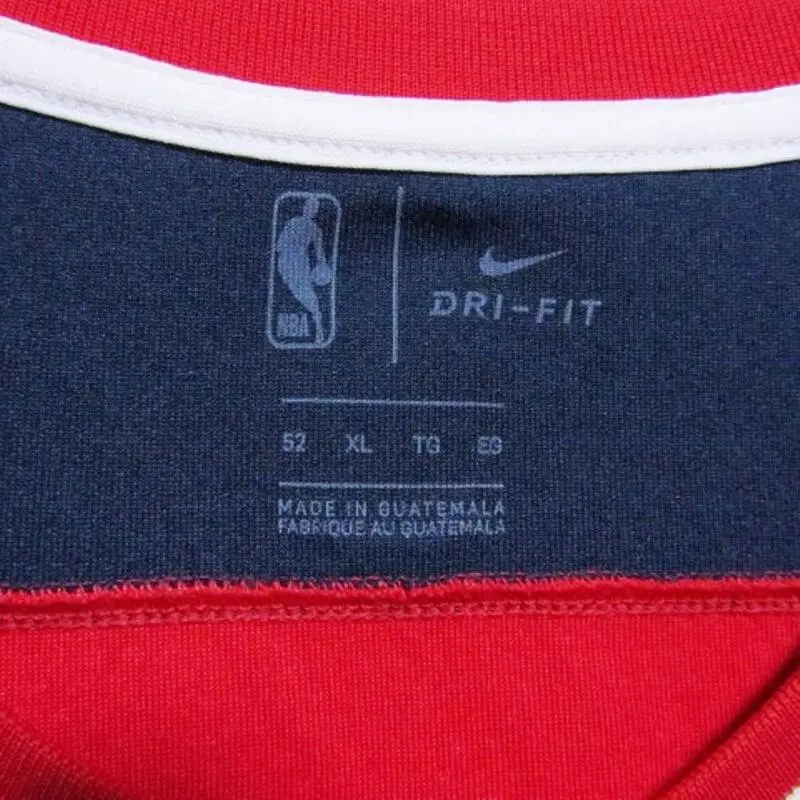 NBA
DRI-FIT
52 XL TG EG
MADE IN GUATEMALA
FABRIQUE AU GUATEMALA